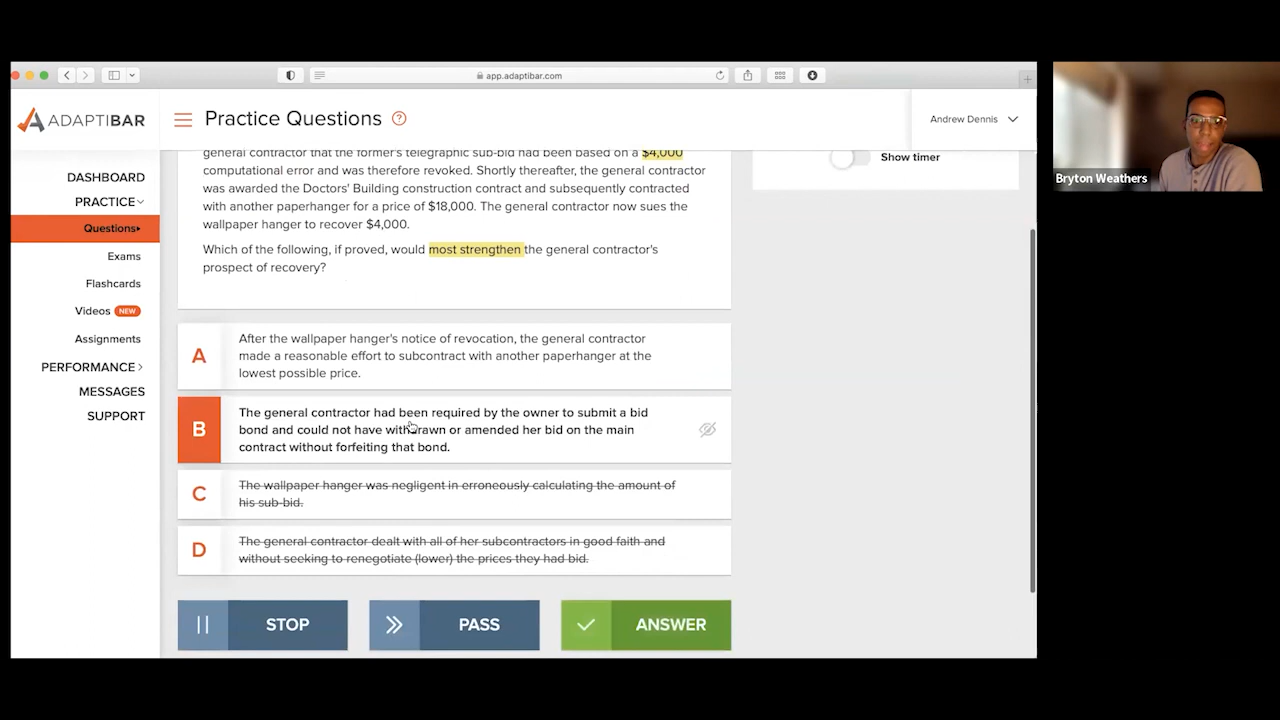 app.adaptibar.com
ADAPTIBAR
Practice Questions
?
Andrew Dennis
DASHBOARD
PRACTICE
Questions
Exams
Flashcards
Videos NEW
Assignments
PERFORMANCE
MESSAGES
SUPPORT
general contractor that the former's telegraphic sub-bid had been based on a $4,000
computational error and was therefore revoked. Shortly thereafter, the general contractor
was awarded the Doctors' Building construction contract and subsequently contracted
with another paperhanger for a price of $18,000. The general contractor now sues the
wallpaper hanger to recover $4,000.
Which of the following, if proved, would most strengthen the general contractor's
prospect of recovery?
A
After the wallpaper hanger's notice of revocation, the general contractor
made a reasonable effort to subcontract with another paperhanger at the
lowest possible price.
B
The general contractor had been required by the owner to submit a bid
bond and could not have withdrawn or amended her bid on the main
contract without forfeiting that bond.
C
The wallpaper hanger was negligent in erroneously calculating the amount of
his sub-bid.
D
The general contractor dealt with all of her subcontractors in good faith and
without seeking to renegotiate (lower) the prices they had bid.
STOP
PASS
ANSWER
Show timer
Bryton Weathers